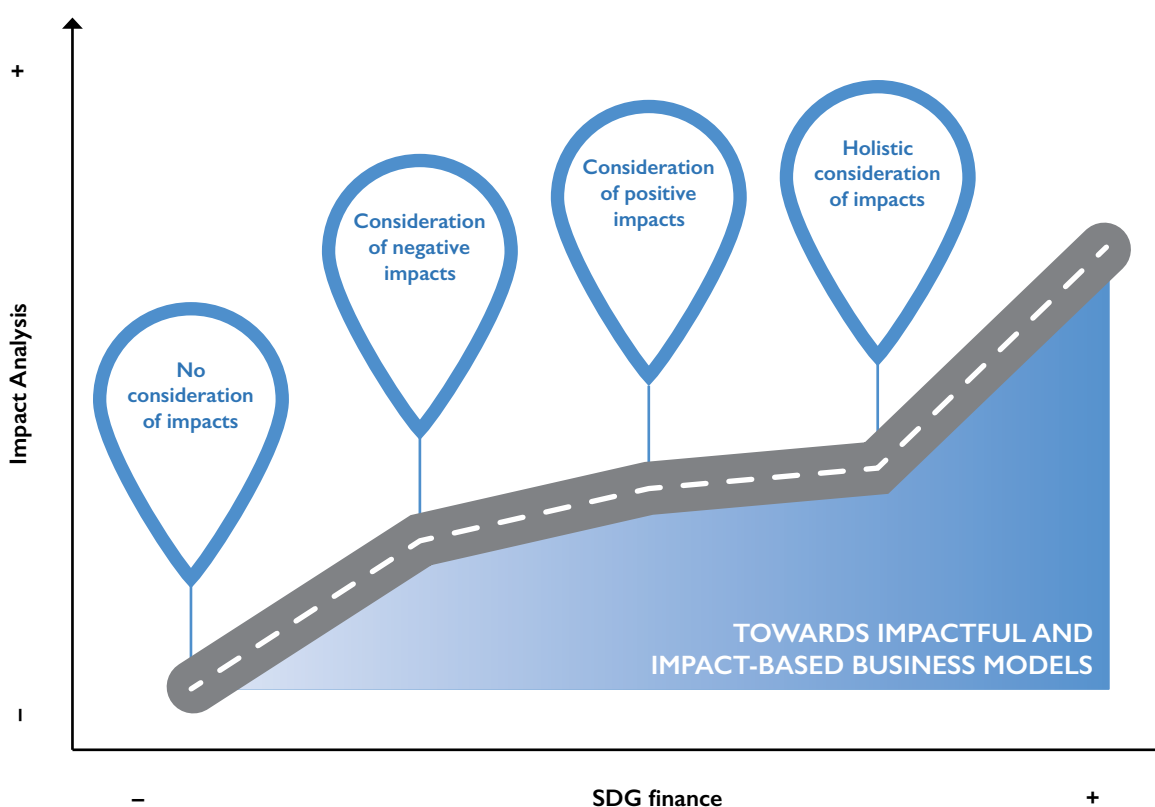 +
Impact Analysis
–
No
consideration
of impacts
Consideration
of negative
impacts
Consideration
of positive
impacts
Holistic
consideration
of impacts
TOWARDS IMPACTFUL AND
IMPACT-BASED BUSINESS MODELS
–
SDG finance
+